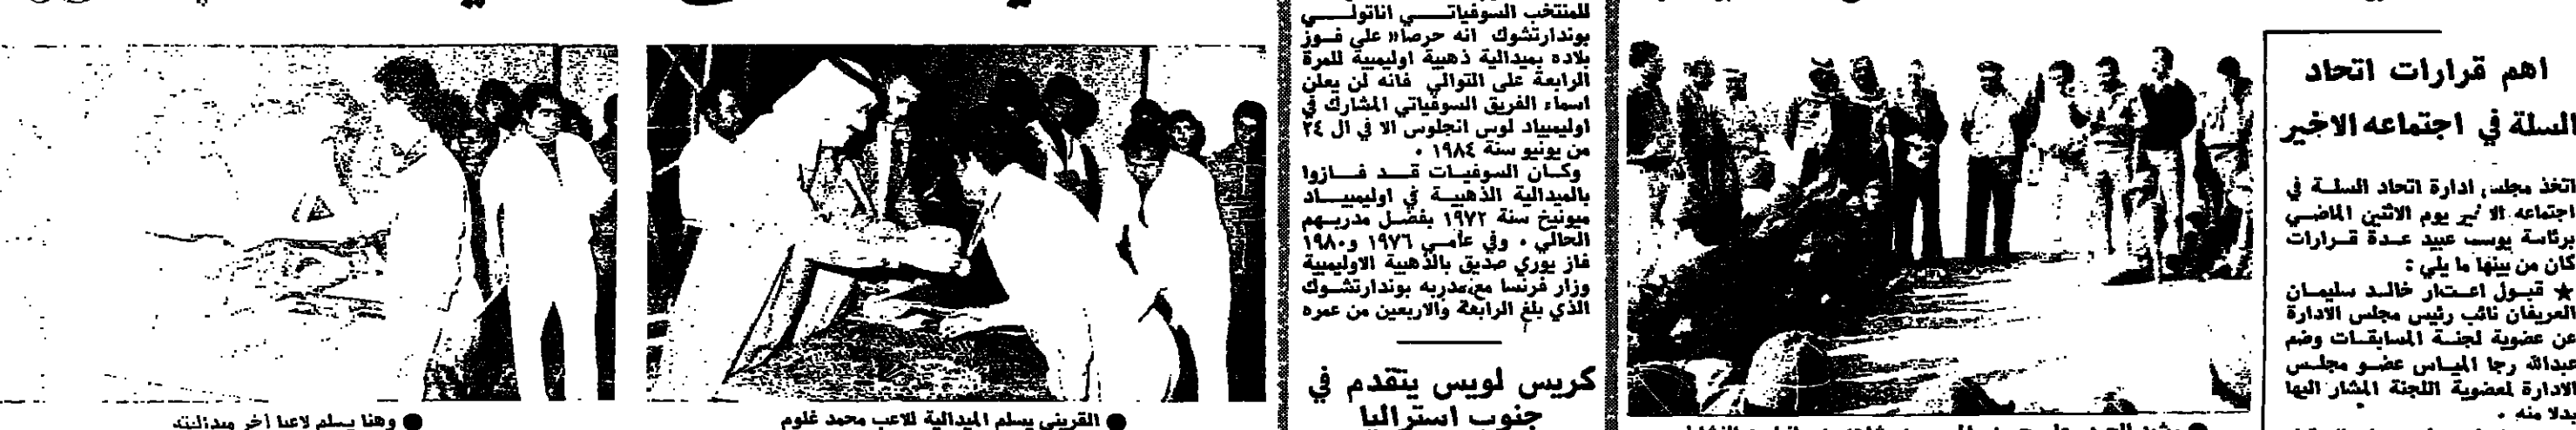 اهم قرارات اتحاد
السلة في اجتماعه الاخير
اتخذ مجلس ادارة اتحاد السلة في
اجتماعه الاخير يوم الاثنين الماضي
برئاسة يوسف عبيد عدة قرارات
كان من بينها ما يلي :
★ قبول اعتذار خالد سليمان
العريفان نائب رئيس مجلس الادارة
عن عضوية لجنة المسابقات وضم
عبدالله رجا المياس عضو مجلس
الادارة لعضوية اللجنة المشار اليها
بدلا منه .
للمنتخب السوفياتي اناتولي
بوندارتشوك انه حرصا" على فوز
بلاده بميدالية ذهبية اوليمبية للمرة
الرابعة على التوالي فانه لن يعلن
اسماء الفريق السوفياتي المشارك في
اوليمبياد لوس انجلوس الا في ال ٢٤
من يونيو سنة ١٩٨٤ .
وكان السوفيات قد فازوا
بالميدالية الذهبية في اوليمبياد
ميونيخ سنة ١٩٧٢ بفضل مدربهم
الحالي . وفي عامي ١٩٧٦ و١٩٨٠
فاز يوري صديق بالذهبية الاوليمبية
وزار فرنسا مع مدربه بوندارتشوك
الذي بلغ الرابعة والاربعين من عمره
كريس لويس يتقدم في
جنوب استراليا
● القريني يسلم الميدالية للاعب محمد غلوم
● وهنا يسلم لاعبا آخر ميداليته